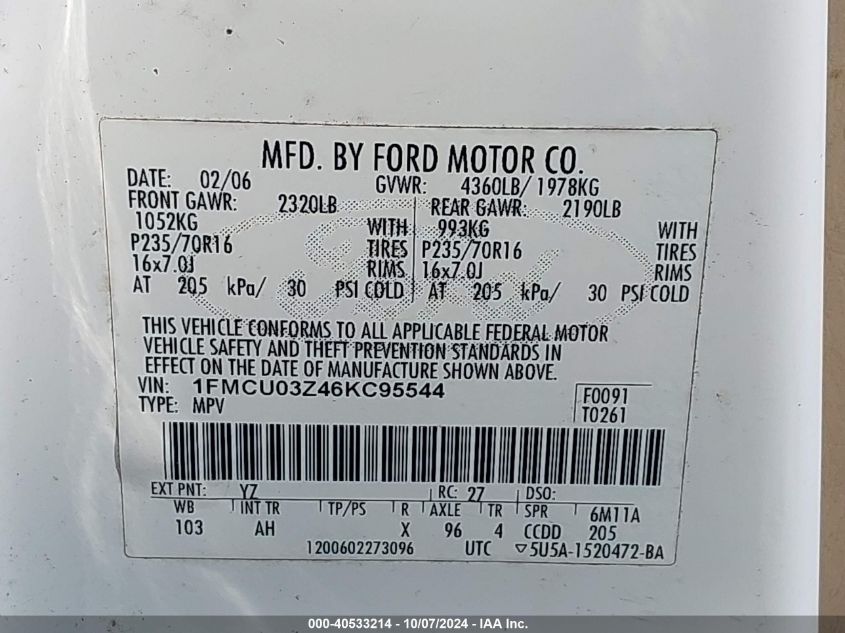 MFD. BY FORD MOTOR CO.
DATE: 02/06 GVWR: 4360LB/ 1978KG
FRONT GAWR: 2320LB REAR GAWR: 2190LB
1052KG WITH 993KG WITH
P235/70R16 TIRES P235/70R16 TIRES
16x7.0J RIMS 16x7.0J RIMS
AT 205 kPa/ 30 PSI COLD AT 205 kPa/ 30 PSI COLD
THIS VEHICLE CONFORMS TO ALL APPLICABLE FEDERAL MOTOR
VEHICLE SAFETY AND THEFT PREVENTION STANDARDS IN
EFFECT ON THE DATE OF MANUFACTURE SHOWN ABOVE.
VIN: 1FMCU03Z46KC95544
TYPE: MPV
F0091
T0261
EXT PNT: YZ RC: 27 DSO:
WB INT TR TP/PS R AXLE TR SPR 6M11A
103 AH X 96 4 CCDD 205
1200602273096 UTC ▽5U5A-1520472-BA
000-40533214 - 10/07/2024 - IAA Inc.